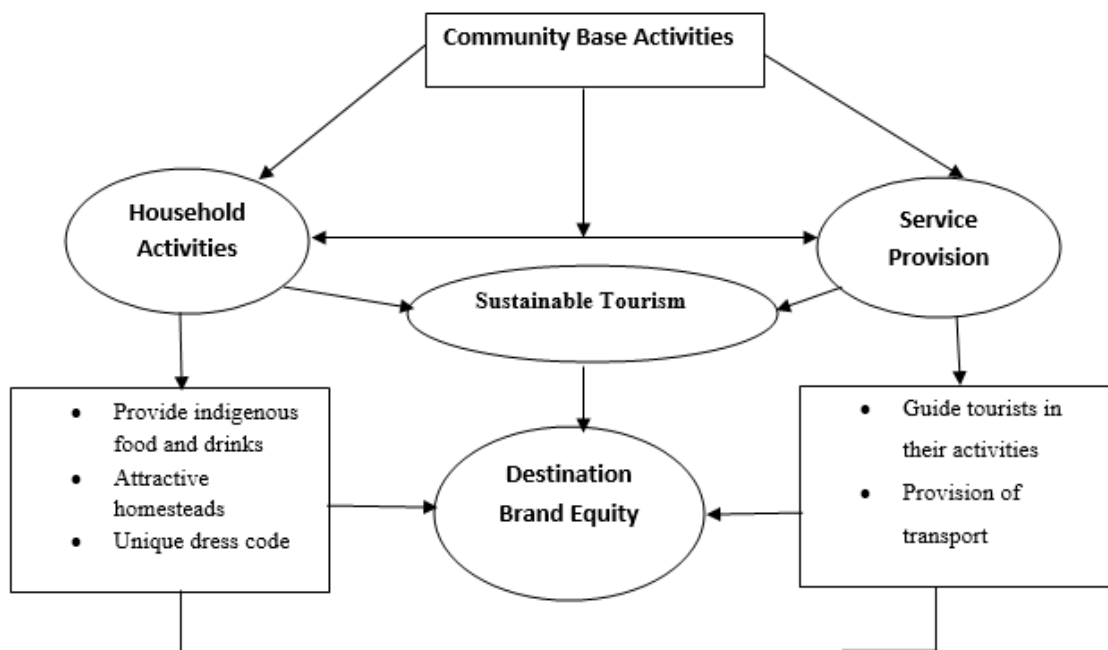 Community Base Activities
Household
Activities
Service
Provision
Sustainable Tourism
• Provide indigenous
food and drinks
• Attractive
homesteads
• Unique dress code
Destination
Brand Equity
• Guide tourists in
their activities
• Provision of
transport